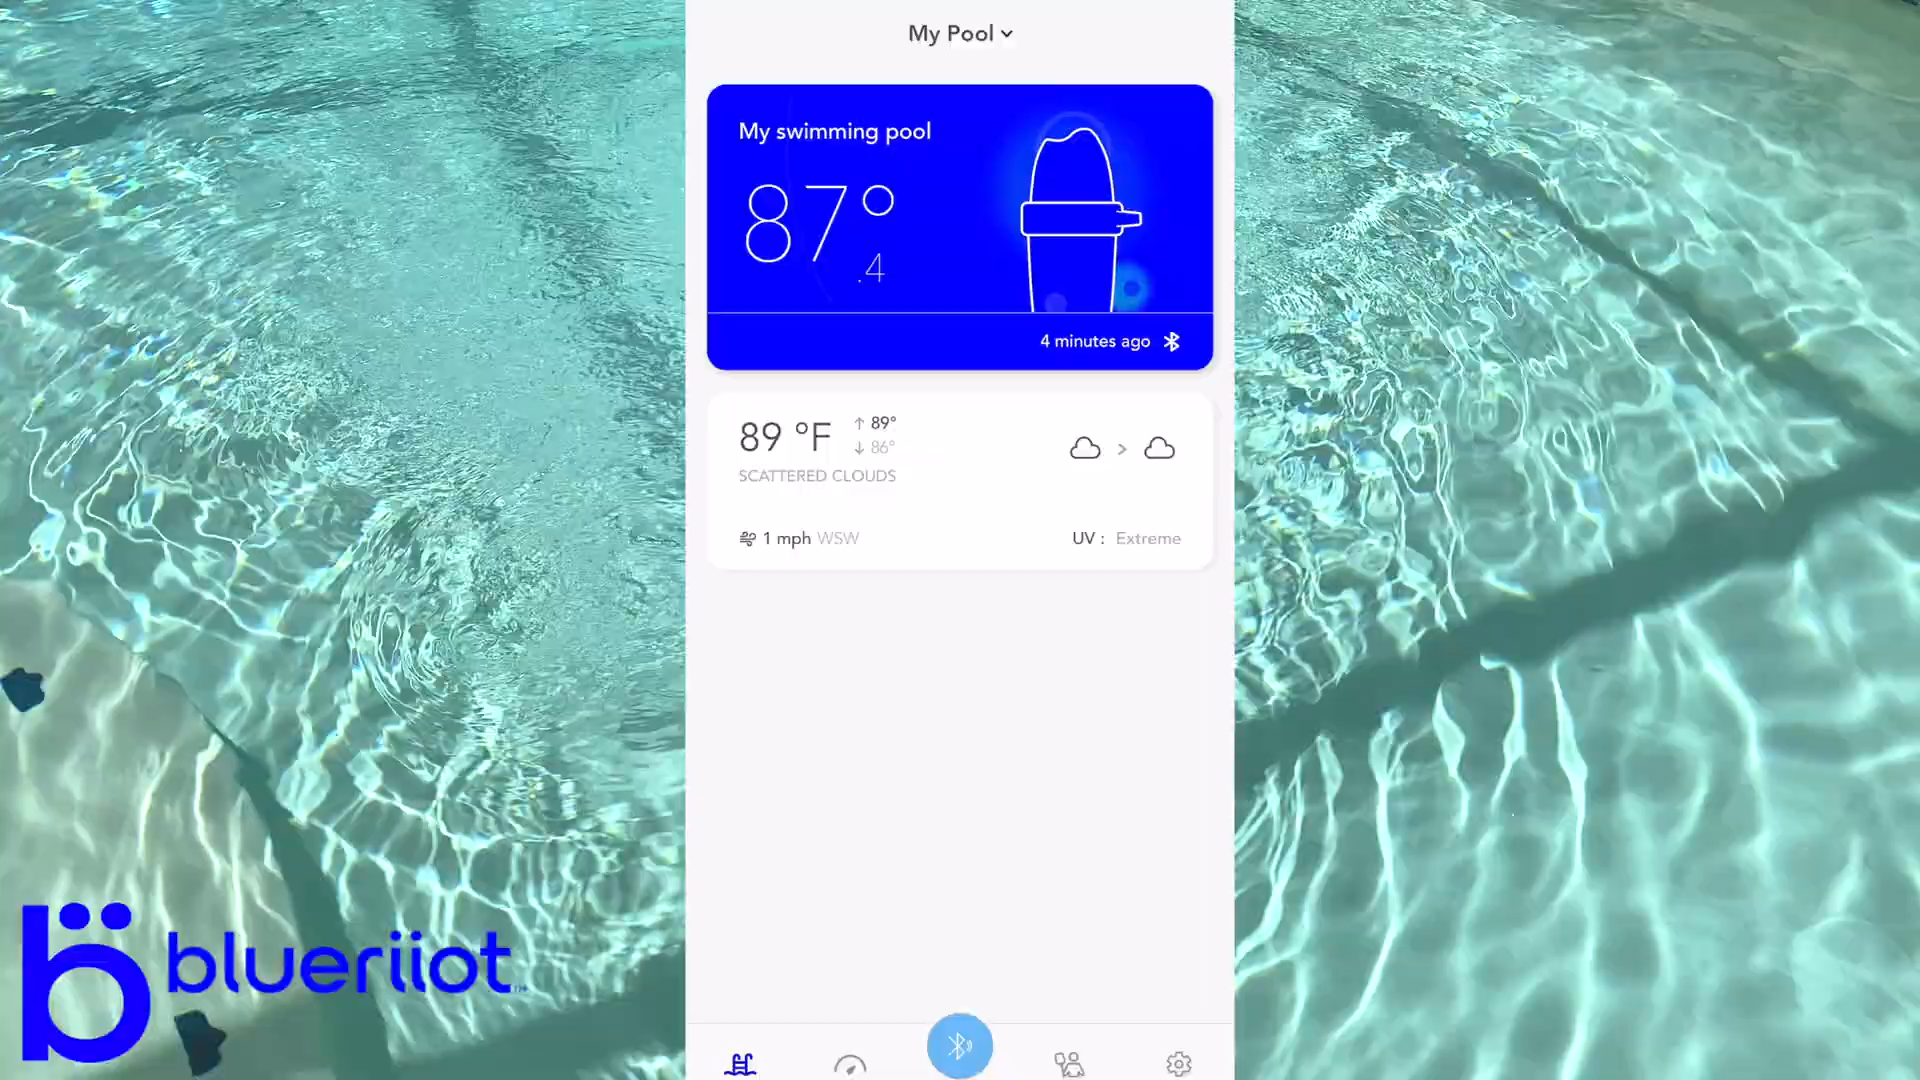 My Pool
My swimming pool
87°
.4
4 minutes ago
89 °F
↑ 89°
↓ 86°
SCATTERED CLOUDS
>
1 mph WSW
UV : Extreme
blueriiot™